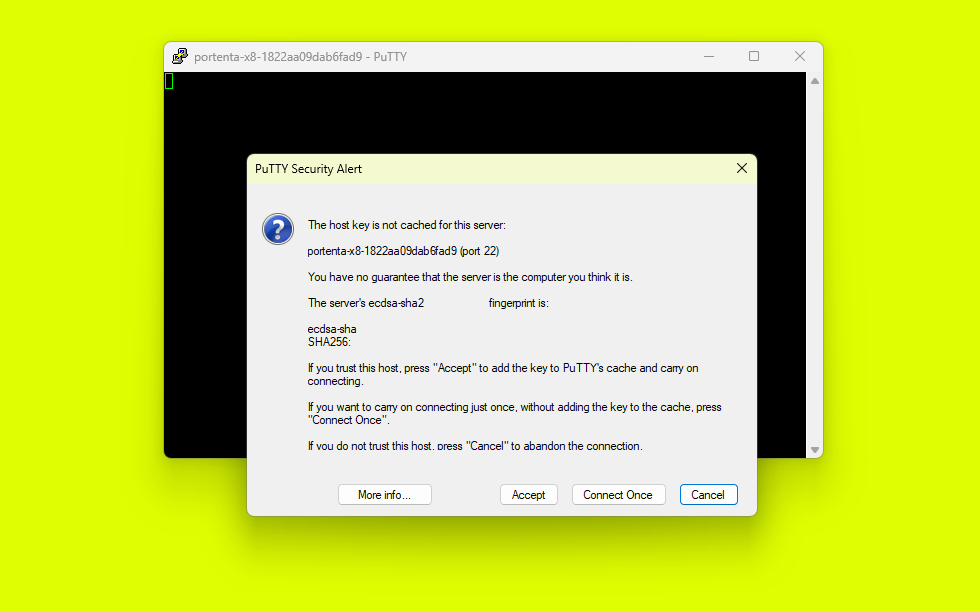 portenta-x8-1822aa09dab6fad9 - PuTTY
PuTTY Security Alert
The host key is not cached for this server:
portenta-x8-1822aa09dab6fad9 (port 22)
You have no guarantee that the server is the computer you think it is.
The server's ecdsa-sha2 fingerprint is:
ecdsa-sha
SHA256:
If you trust this host, press "Accept" to add the key to PuTTY's cache and carry on
connecting.
If you want to carry on connecting just once, without adding the key to the cache, press
"Connect Once".
If you do not trust this host, press "Cancel" to abandon the connection.
More info...
Accept
Connect Once
Cancel